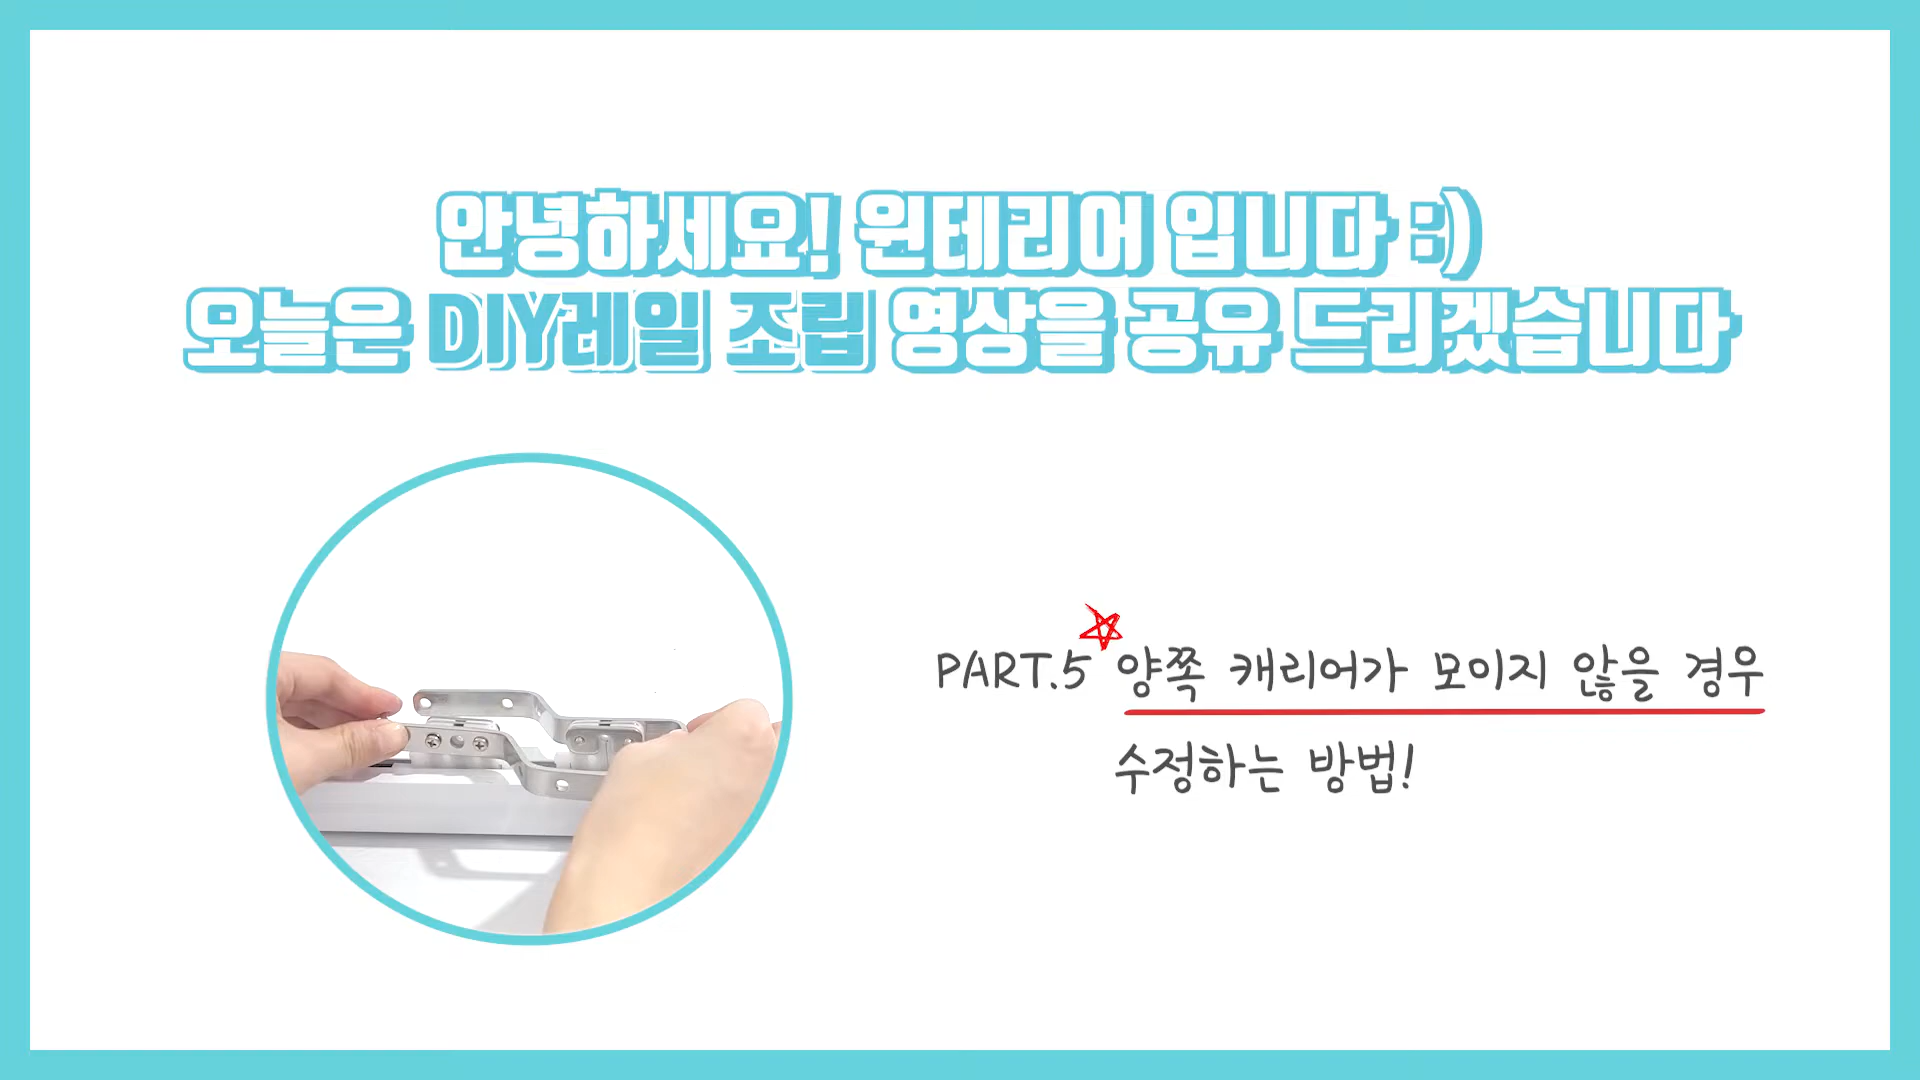 안녕하세요! 윈테리어 입니다 :)
오늘은 DIY레일 조립 영상을 공유 드리겠습니다
PART.5 양쪽 캐리어가 모이지 않을 경우
수정하는 방법!